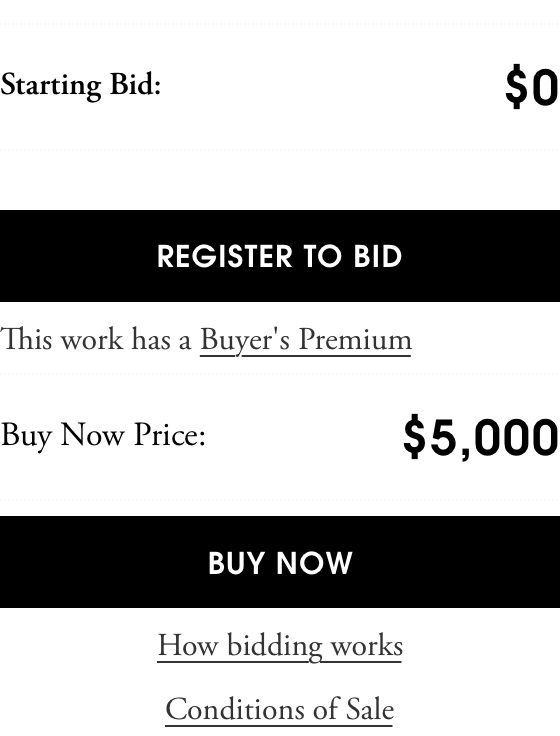 Starting Bid:
$0
REGISTER TO BID
This work has a Buyer's Premium
Buy Now Price:
$5,000
BUY NOW
How bidding works
Conditions of Sale